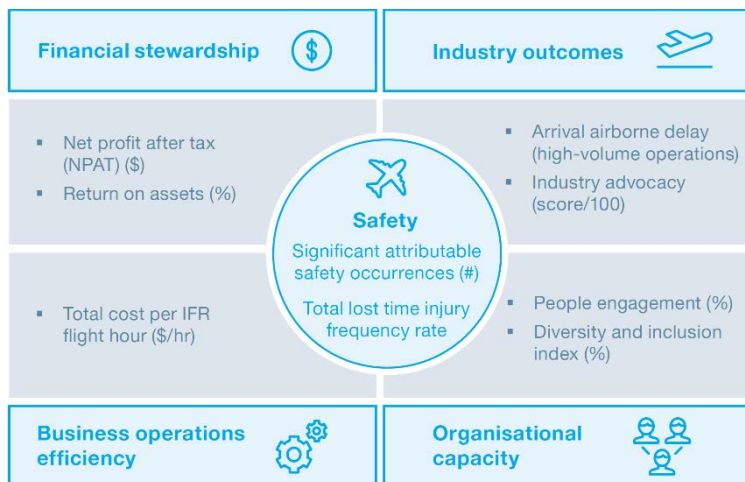 Financial stewardship
$
Industry outcomes
▪ Net profit after tax
(NPAT) ($)
▪ Return on assets (%)
▪ Arrival airborne delay
(high-volume operations)
▪ Industry advocacy
(score/100)
Safety
Significant attributable
safety occurrences (#)
Total lost time injury
frequency rate
▪ Total cost per IFR
flight hour ($/hr)
▪ People engagement (%)
▪ Diversity and inclusion
index (%)
Business operations
efficiency
Organisational
capacity